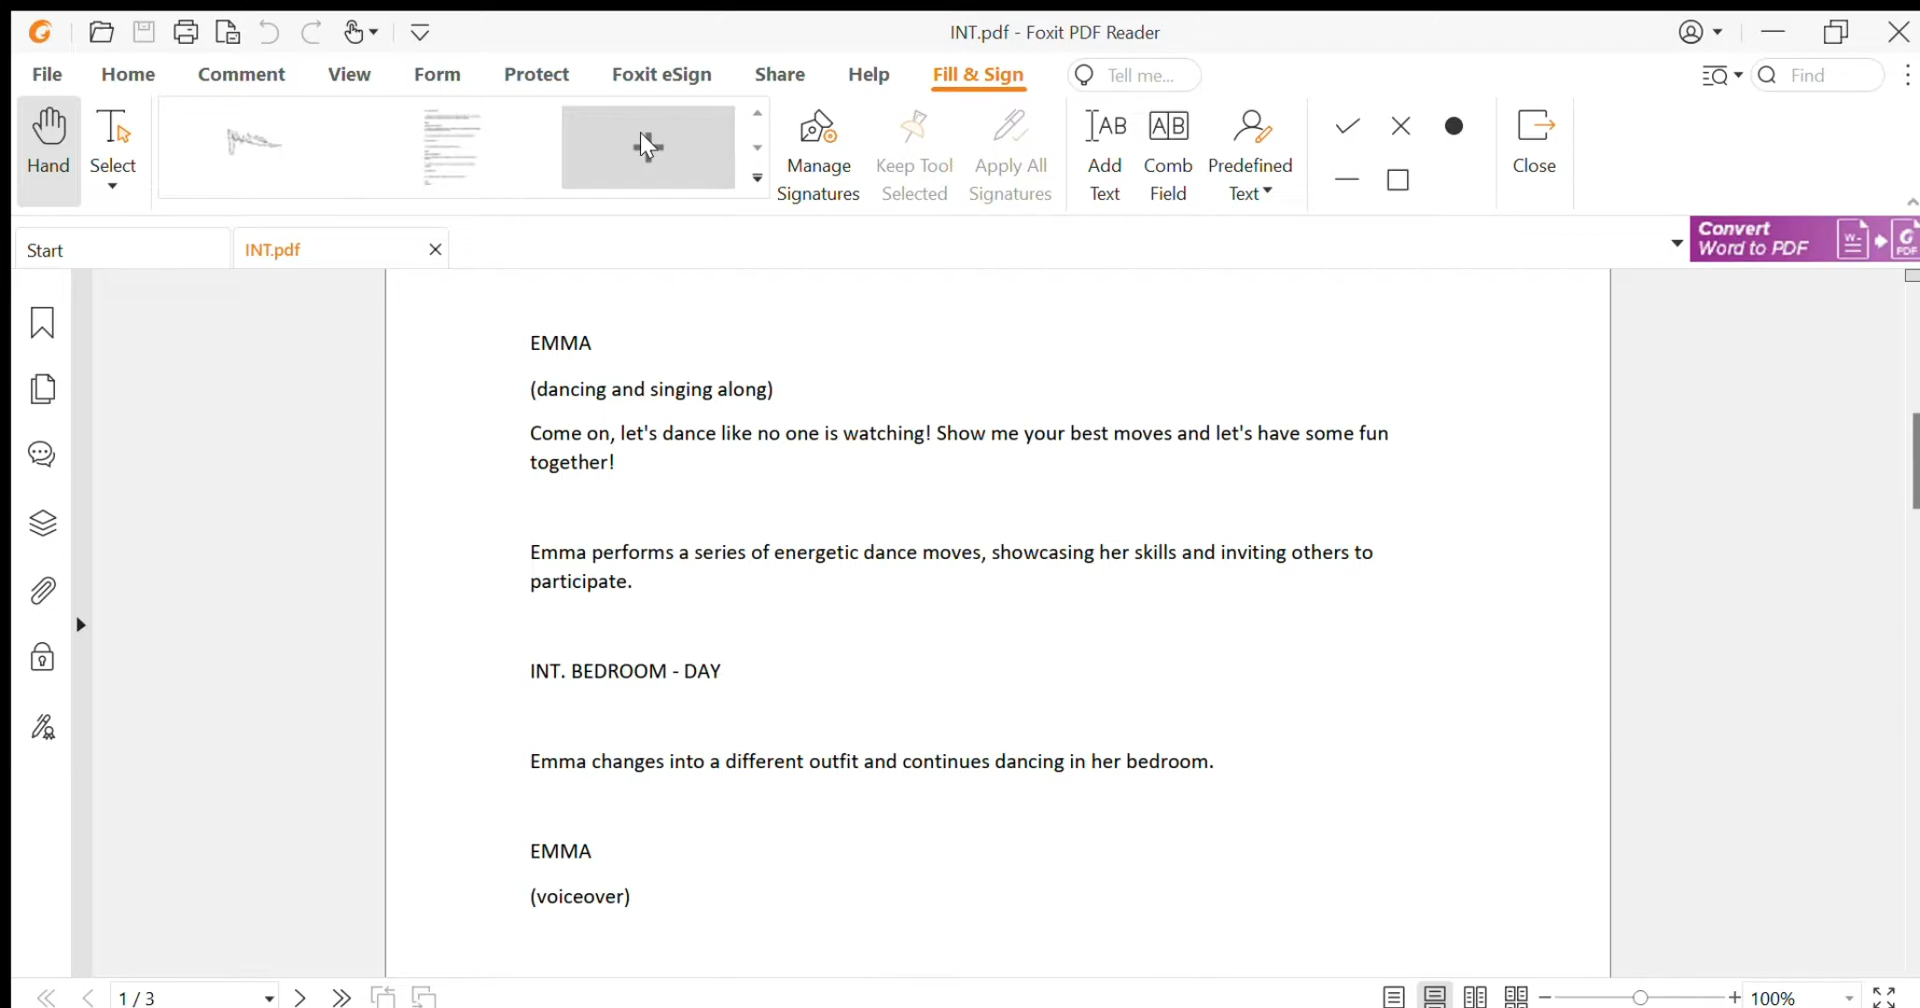 INT.pdf - Foxit PDF Reader
File Home Comment View Form Protect Foxit eSign Share Help Fill & Sign Tell me... Find
Hand Select Manage Signatures Keep Tool Selected Apply All Signatures Add Text Comb Field Predefined Text Close
Start INT.pdf Convert Word to PDF
EMMA
(dancing and singing along)
Come on, let's dance like no one is watching! Show me your best moves and let's have some fun
together!
Emma performs a series of energetic dance moves, showcasing her skills and inviting others to
participate.
INT. BEDROOM - DAY
Emma changes into a different outfit and continues dancing in her bedroom.
EMMA
(voiceover)
1 / 3 100%